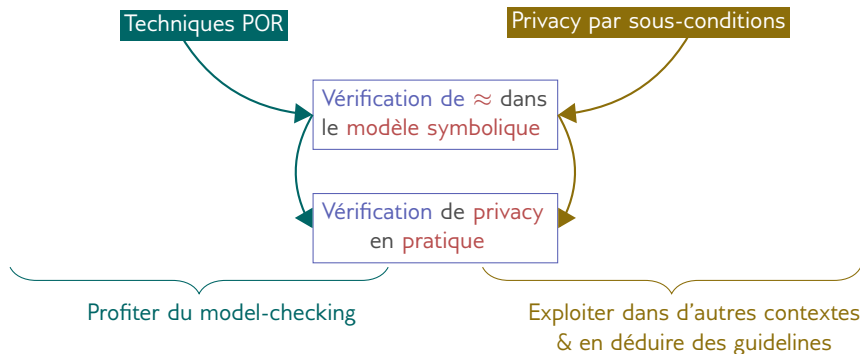 Techniques POR
Privacy par sous-conditions
Vérification de ≈ dans
le modèle symbolique
Vérification de privacy
en pratique
Profiter du model-checking
Exploiter dans d'autres contextes
& en déduire des guidelines